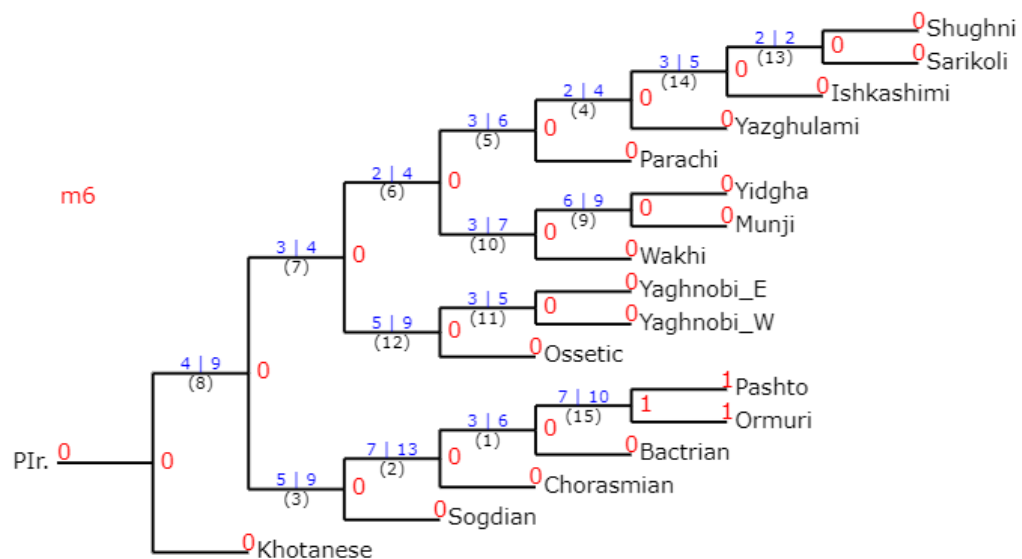 0 Shughni
2 | 2
0
(13)
0 Sarikoli
3 | 5
0
(14)
0 Ishkashimi
2 | 4
0
(4)
0 Yazghulami
3 | 6
0
(5)
0 Parachi
m6
2 | 4
0
(6)
0 Yidgha
6 | 9
0
(9)
0 Munji
3 | 7
0
(10)
0 Wakhi
3 | 4
0
(7)
0 Yaghnobi_E
3 | 5
0
(11)
0 Yaghnobi_W
5 | 9
0
(12)
0 Ossetic
4 | 9
0
(8)
1 Pashto
7 | 10
1
(15)
1 Ormuri
3 | 6
0
(1)
0 Bactrian
7 | 13
0
(2)
0 Chorasmian
PIr. 0
0
5 | 9
0
(3)
0 Sogdian
0 Khotanese